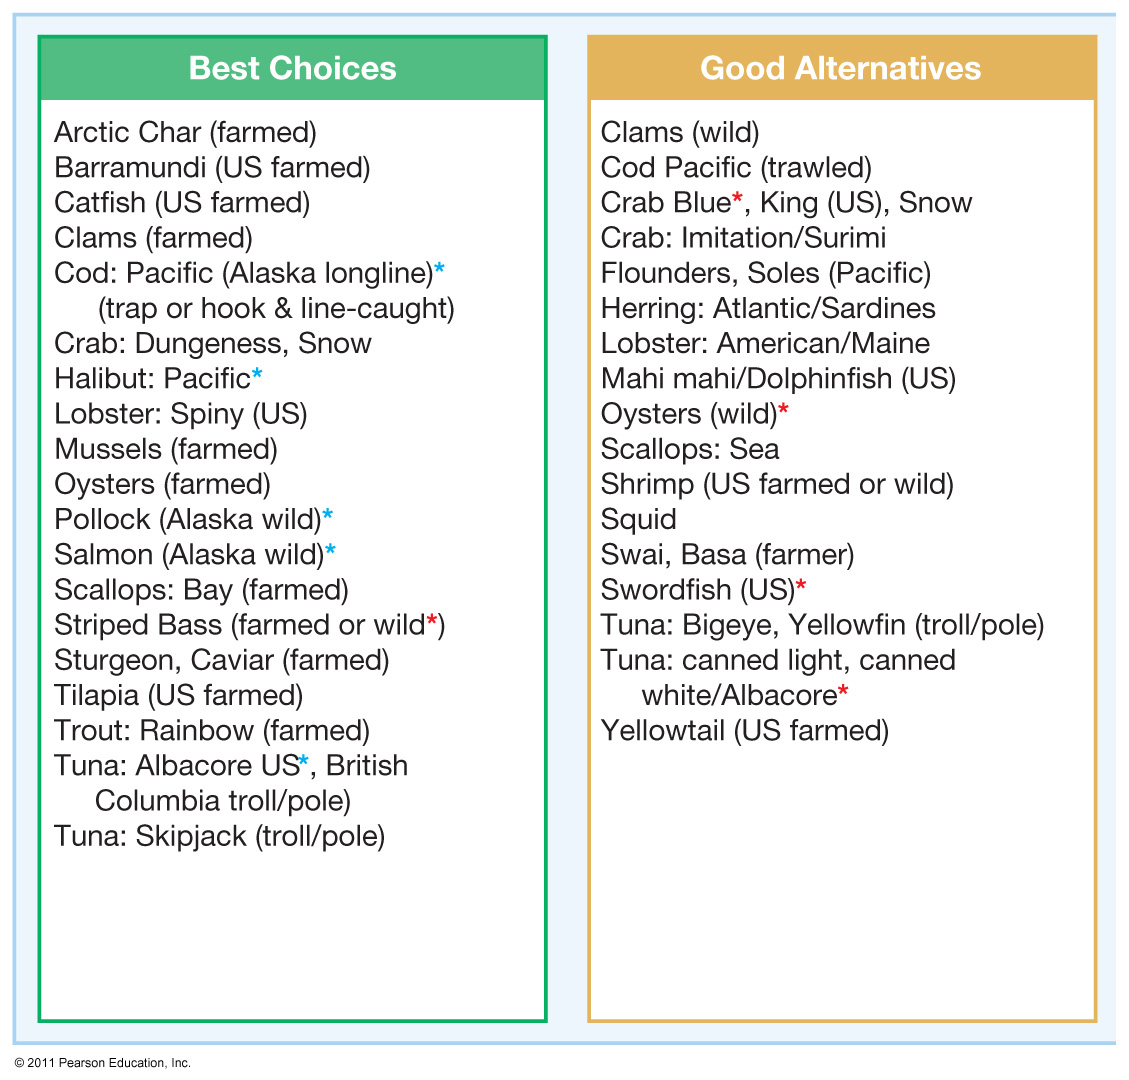 Best Choices
Arctic Char (farmed)
Barramundi (US farmed)
Catfish (US farmed)
Clams (farmed)
Cod: Pacific (Alaska longline)*
(trap or hook & line-caught)
Crab: Dungeness, Snow
Halibut: Pacific*
Lobster: Spiny (US)
Mussels (farmed)
Oysters (farmed)
Pollock (Alaska wild)*
Salmon (Alaska wild)*
Scallops: Bay (farmed)
Striped Bass (farmed or wild*)
Sturgeon, Caviar (farmed)
Tilapia (US farmed)
Trout: Rainbow (farmed)
Tuna: Albacore US*, British
Columbia troll/pole)
Tuna: Skipjack (troll/pole)
Good Alternatives
Clams (wild)
Cod Pacific (trawled)
Crab Blue*, King (US), Snow
Crab: Imitation/Surimi
Flounders, Soles (Pacific)
Herring: Atlantic/Sardines
Lobster: American/Maine
Mahi mahi/Dolphinfish (US)
Oysters (wild)*
Scallops: Sea
Shrimp (US farmed or wild)
Squid
Swai, Basa (farmer)
Swordfish (US)*
Tuna: Bigeye, Yellowfin (troll/pole)
Tuna: canned light, canned
white/Albacore*
Yellowtail (US farmed)
© 2011 Pearson Education, Inc.